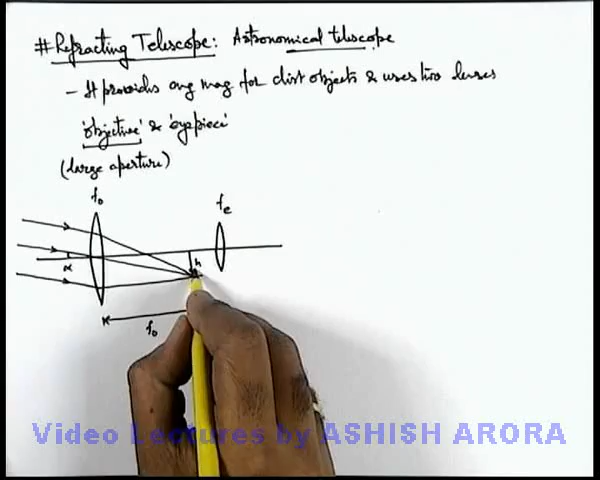 # Refracting Telescope: Astronomical telescope
- It provides ang mag for dist objects & uses two lenses
'objective' & 'eyepiece'
(large aperture)
fo fe
α h
fo
Video Lectures by ASHISH ARORA